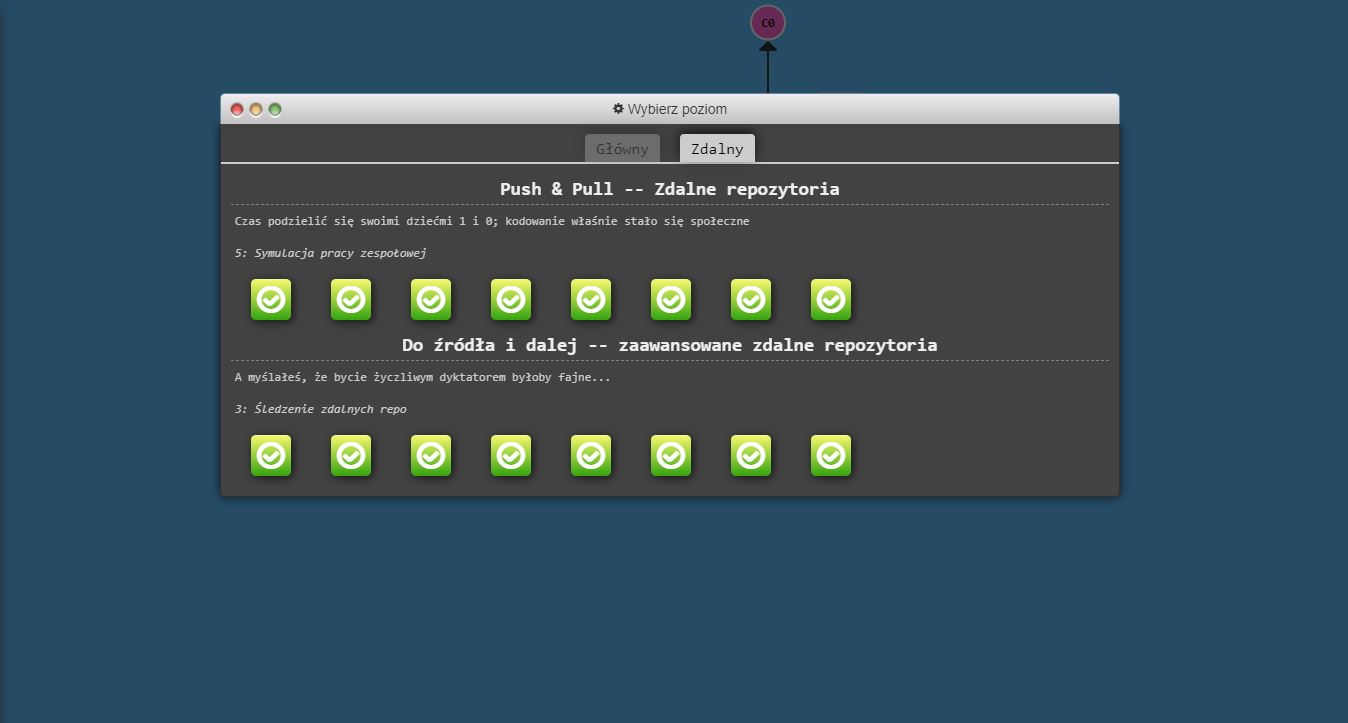 C0
Wybierz poziom
Główny
Zdalny
Push & Pull -- Zdalne repozytoria
Czas podzielić się swoimi dziećmi 1 i 0; kodowanie właśnie stało się społeczne
5: Symulacja pracy zespołowej
Do źródła i dalej -- zaawansowane zdalne repozytoria
A myślałeś, że bycie życzliwym dyktatorem byłoby fajne...
3: Śledzenie zdalnych repo